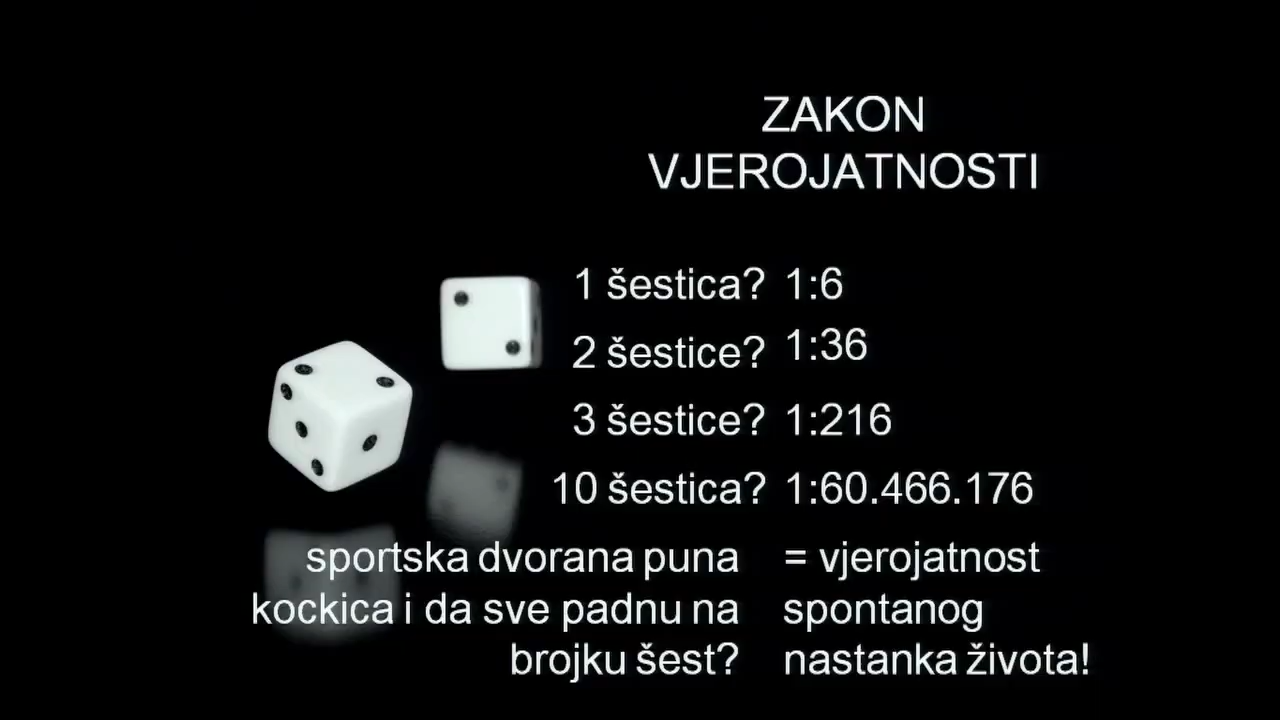 ZAKON
VJEROJATNOSTI
1 šestica? 1:6
2 šestice? 1:36
3 šestice? 1:216
10 šestica? 1:60.466.176
sportska dvorana puna = vjerojatnost
kockica i da sve padnu na spontanog
brojku šest? nastanka života!